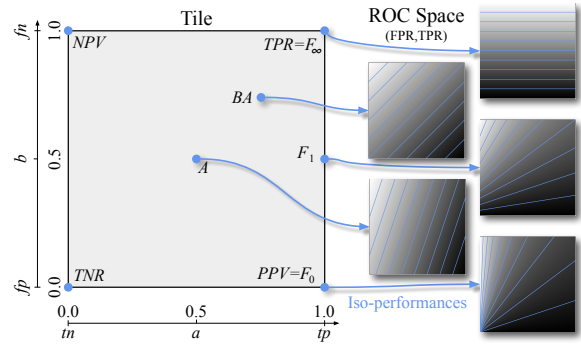 Tile
ROC Space
(FPR,TPR)
fn
1.0
NPV
TPR=F∞
BA
b
0.5
A
F1
fp
0.0
TNR
PPV=F0
Iso-performances
0.0
0.5
1.0
tn
a
tp